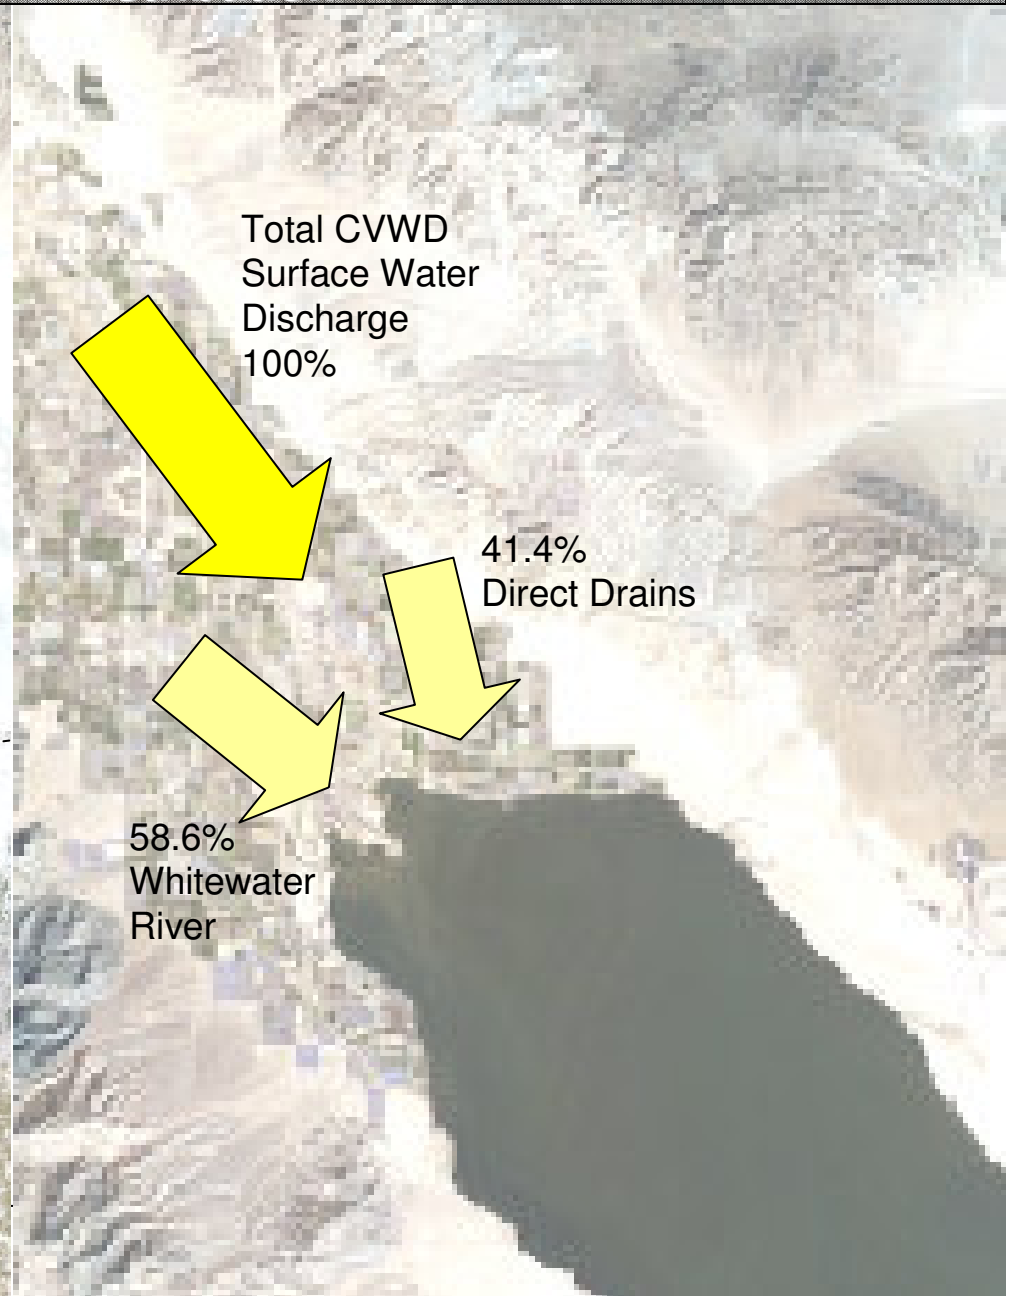 Total CVWD
Surface Water
Discharge
100%
41.4%
Direct Drains
58.6%
Whitewater
River